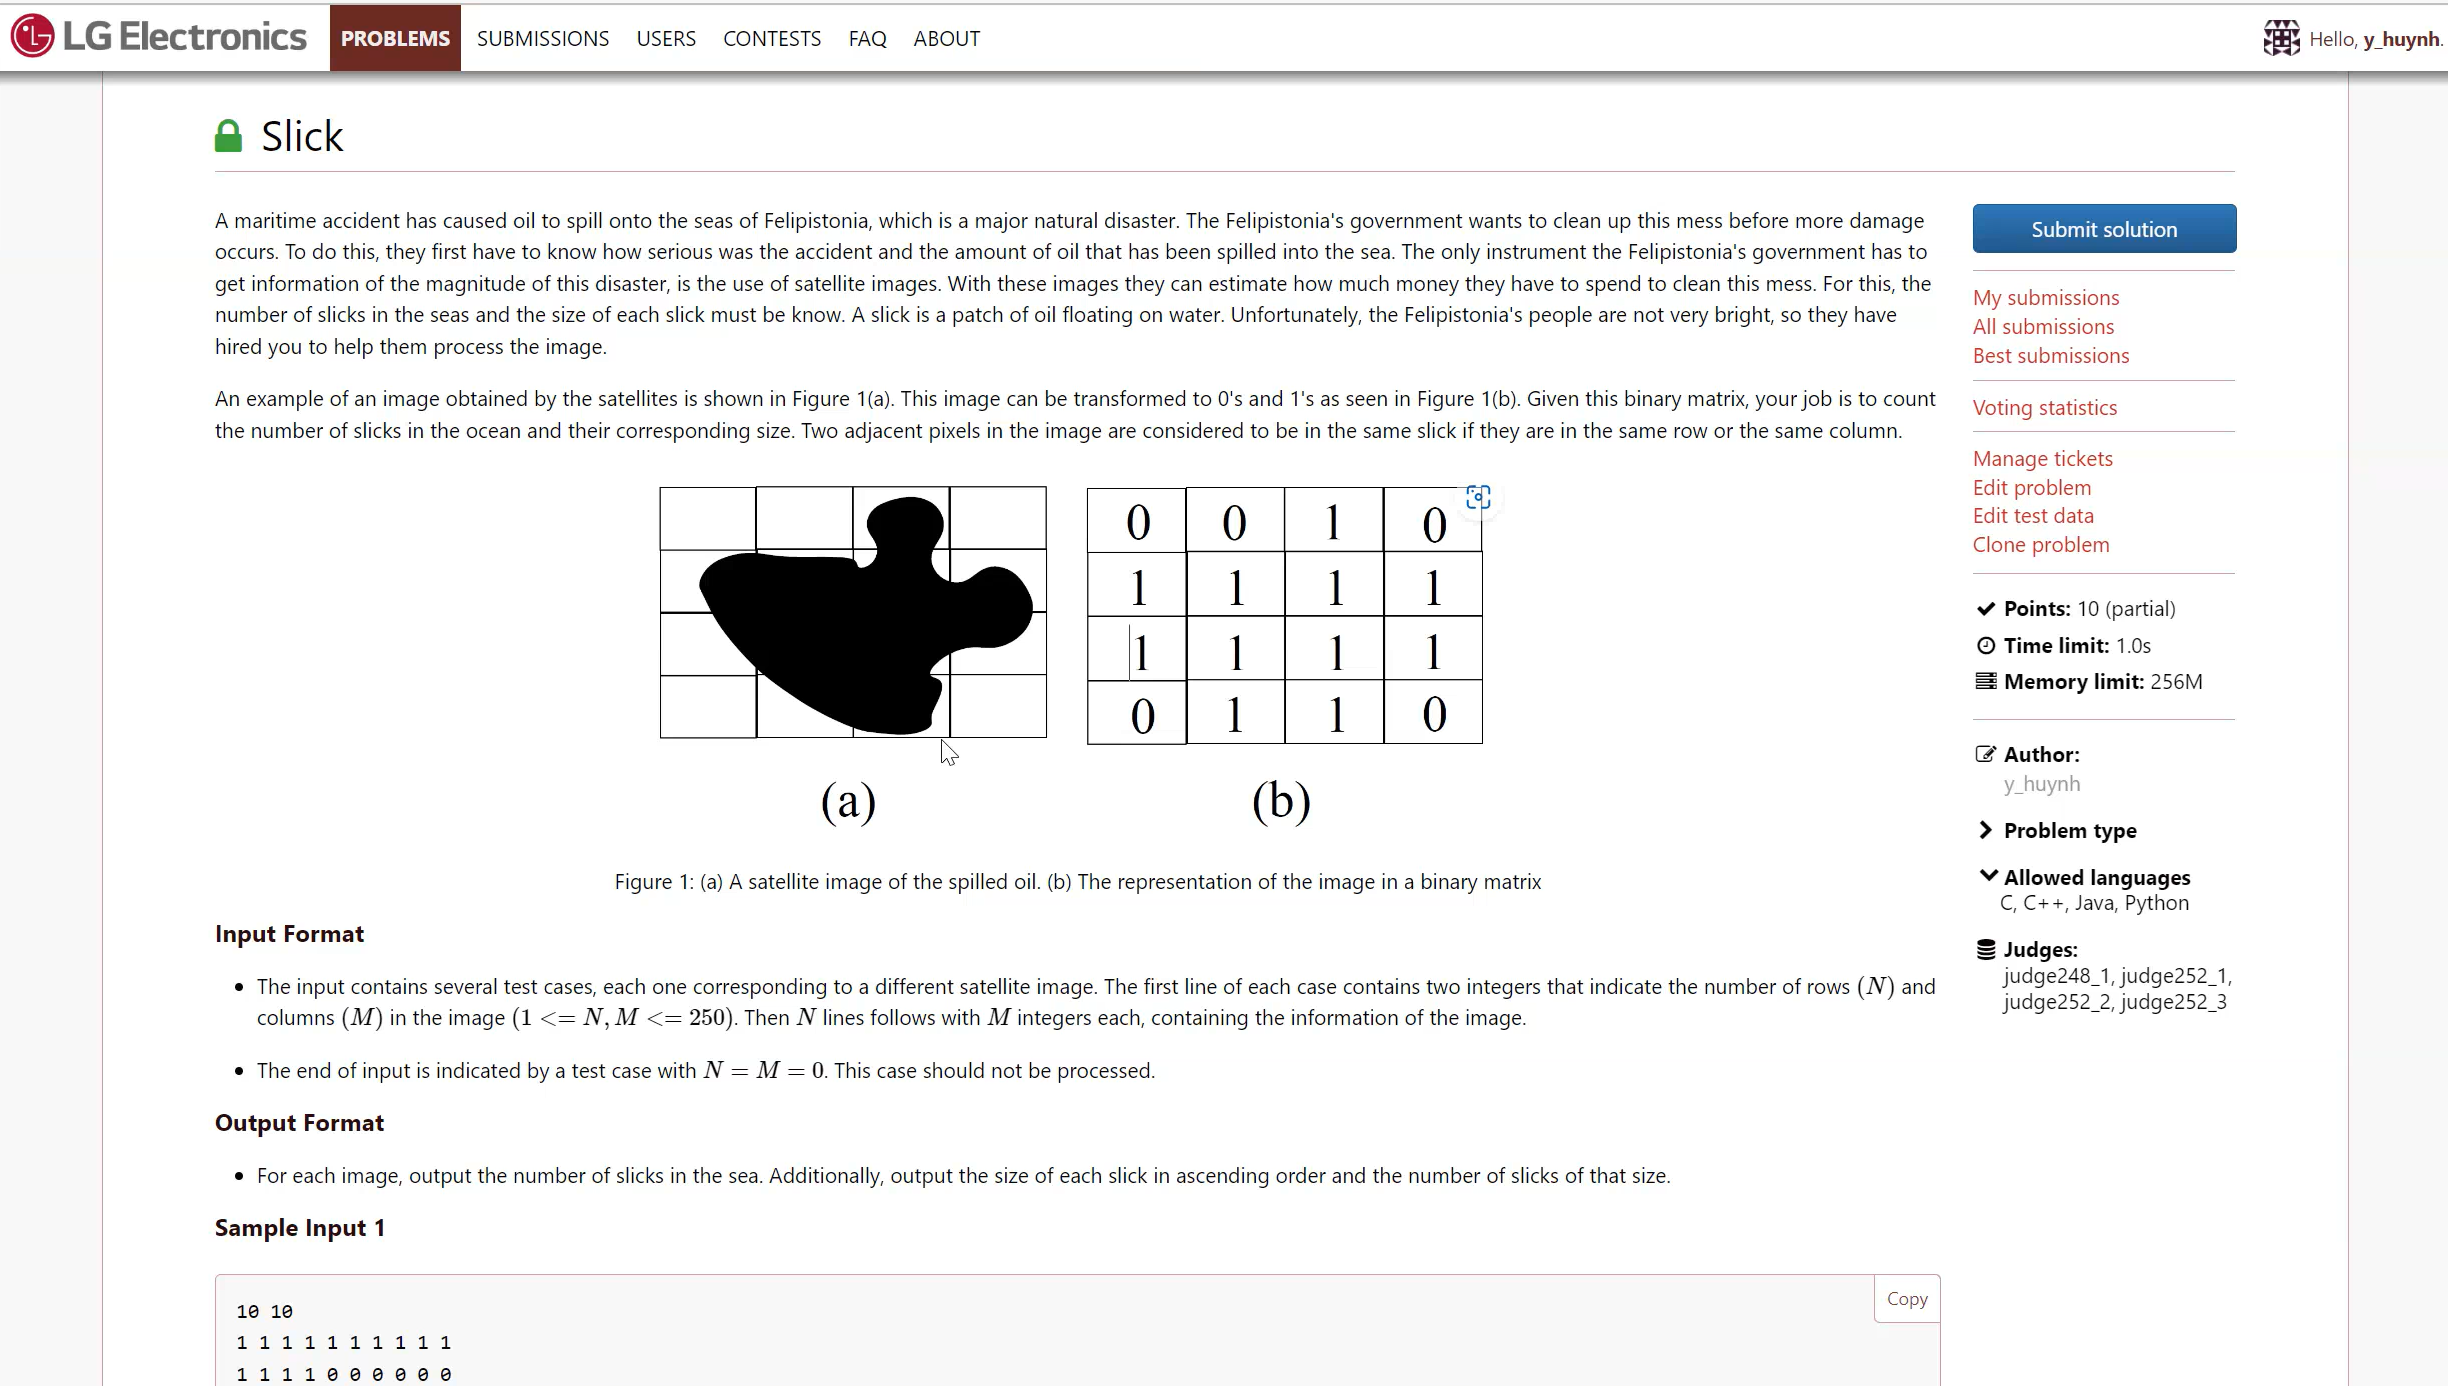 LG Electronics PROBLEMS SUBMISSIONS USERS CONTESTS FAQ ABOUT Hello, y_huynh.
Slick
A maritime accident has caused oil to spill onto the seas of Felipistonia, which is a major natural disaster. The Felipistonia's government wants to clean up this mess before more damage
occurs. To do this, they first have to know how serious was the accident and the amount of oil that has been spilled into the sea. The only instrument the Felipistonia's government has to
get information of the magnitude of this disaster, is the use of satellite images. With these images they can estimate how much money they have to spend to clean this mess. For this, the
number of slicks in the seas and the size of each slick must be know. A slick is a patch of oil floating on water. Unfortunately, the Felipistonia's people are not very bright, so they have
hired you to help them process the image.
An example of an image obtained by the satellites is shown in Figure 1(a). This image can be transformed to 0's and 1's as seen in Figure 1(b). Given this binary matrix, your job is to count
the number of slicks in the ocean and their corresponding size. Two adjacent pixels in the image are considered to be in the same slick if they are in the same row or the same column.
0 0 1 0
1 1 1 1
1 1 1 1
0 1 1 0
(a) (b)
Figure 1: (a) A satellite image of the spilled oil. (b) The representation of the image in a binary matrix
Input Format
• The input contains several test cases, each one corresponding to a different satellite image. The first line of each case contains two integers that indicate the number of rows (N) and
columns (M) in the image (1 <= N, M <= 250). Then N lines follows with M integers each, containing the information of the image.
• The end of input is indicated by a test case with N = M = 0. This case should not be processed.
Output Format
• For each image, output the number of slicks in the sea. Additionally, output the size of each slick in ascending order and the number of slicks of that size.
Sample Input 1
Copy
10 10
1 1 1 1 1 1 1 1 1 1
1 1 1 1 0 0 0 0 0 0
Submit solution
My submissions
All submissions
Best submissions
Voting statistics
Manage tickets
Edit problem
Edit test data
Clone problem
Points: 10 (partial)
Time limit: 1.0s
Memory limit: 256M
Author:
y_huynh
Problem type
Allowed languages
C, C++, Java, Python
Judges:
judge248_1, judge252_1,
judge252_2, judge252_3